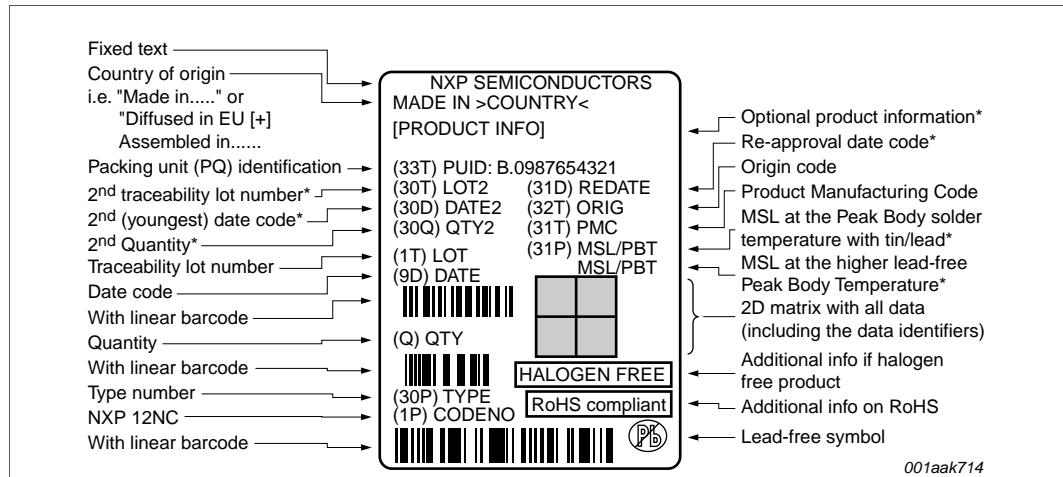 Fixed text
Country of origin
i.e. "Made in....." or
"Diffused in EU [+]
Assembled in......
Packing unit (PQ) identification
2nd traceability lot number*
2nd (youngest) date code*
2nd Quantity*
Traceability lot number
Date code
With linear barcode
Quantity
With linear barcode
Type number
NXP 12NC
With linear barcode
NXP SEMICONDUCTORS
MADE IN >COUNTRY<
[PRODUCT INFO]
(33T) PUID: B.0987654321
(30T) LOT2 (31D) REDATE
(30D) DATE2 (32T) ORIG
(30Q) QTY2 (31T) PMC
(31P) MSL/PBT
(1T) LOT MSL/PBT
(9D) DATE
(Q) QTY
HALOGEN FREE
(30P) TYPE
(1P) CODENO RoHS compliant
Pb
Optional product information*
Re-approval date code*
Origin code
Product Manufacturing Code
MSL at the Peak Body solder
temperature with tin/lead*
MSL at the higher lead-free
Peak Body Temperature*
2D matrix with all data
(including the data identifiers)
Additional info if halogen
free product
Additional info on RoHS
Lead-free symbol
001aak714